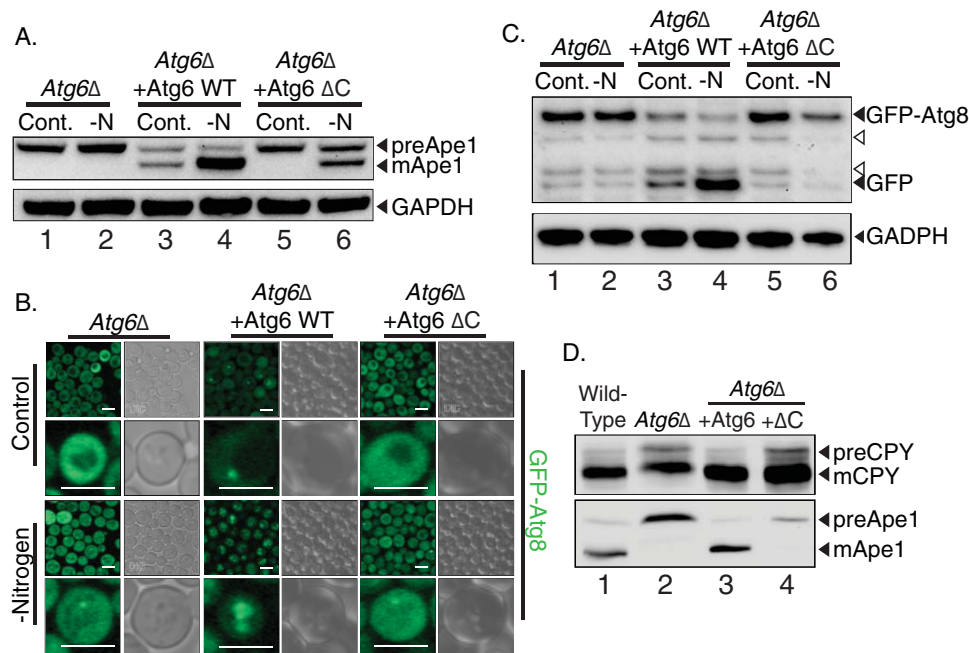 A.
Atg6Δ
Atg6Δ +Atg6 WT
Atg6Δ +Atg6 ΔC
Cont. -N Cont. -N Cont. -N
◄preApe1
◄mApe1
◄GAPDH
1 2 3 4 5 6
B.
Atg6Δ
Atg6Δ +Atg6 WT
Atg6Δ +Atg6 ΔC
Control
-Nitrogen
GFP-Atg8
C.
Atg6Δ
Atg6Δ +Atg6 WT
Atg6Δ +Atg6 ΔC
Cont. -N Cont. -N Cont. -N
◄GFP-Atg8
◄GFP
◄GADPH
1 2 3 4 5 6
D.
Wild-Type
Atg6Δ
Atg6Δ
+Atg6 +ΔC
◄preCPY
◄mCPY
◄preApe1
◄mApe1
1 2 3 4